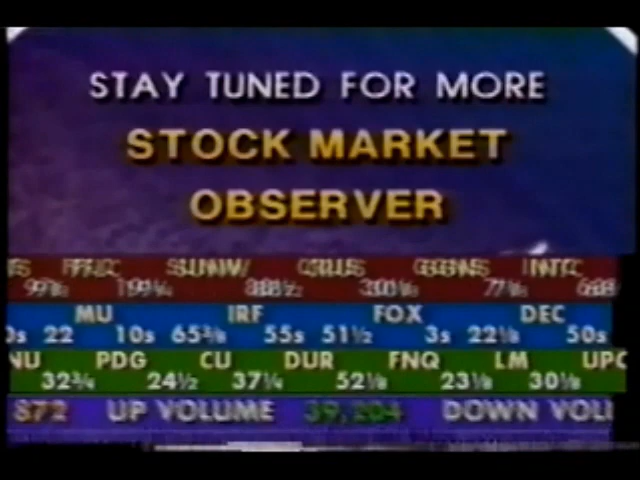 STAY TUNED FOR MORE
STOCK MARKET
OBSERVER
MU IRF FOX DEC
0s 22 10s 65⅜ 55s 51½ 3s 22⅛ 50s
NU PDG CU DUR FNQ LM UPC
32¾ 24½ 37¼ 52⅛ 23⅛ 30⅛
872 UP VOLUME 39,204 DOWN VOLU